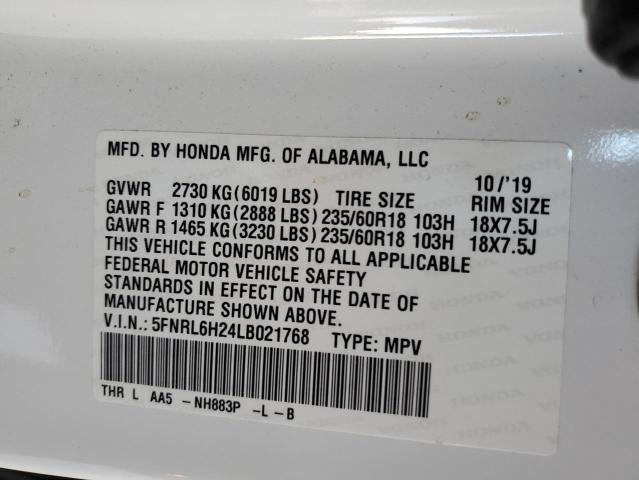 MFD. BY HONDA MFG. OF ALABAMA, LLC
10/'19
GVWR 2730 KG(6019 LBS) TIRE SIZE RIM SIZE
GAWR F 1310 KG(2888 LBS) 235/60R18 103H 18X7.5J
GAWR R 1465 KG(3230 LBS) 235/60R18 103H 18X7.5J
THIS VEHICLE CONFORMS TO ALL APPLICABLE
FEDERAL MOTOR VEHICLE SAFETY
STANDARDS IN EFFECT ON THE DATE OF
MANUFACTURE SHOWN ABOVE.
V.I.N.: 5FNRL6H24LB021768 TYPE: MPV
THR L AA5 -NH883P -L -B